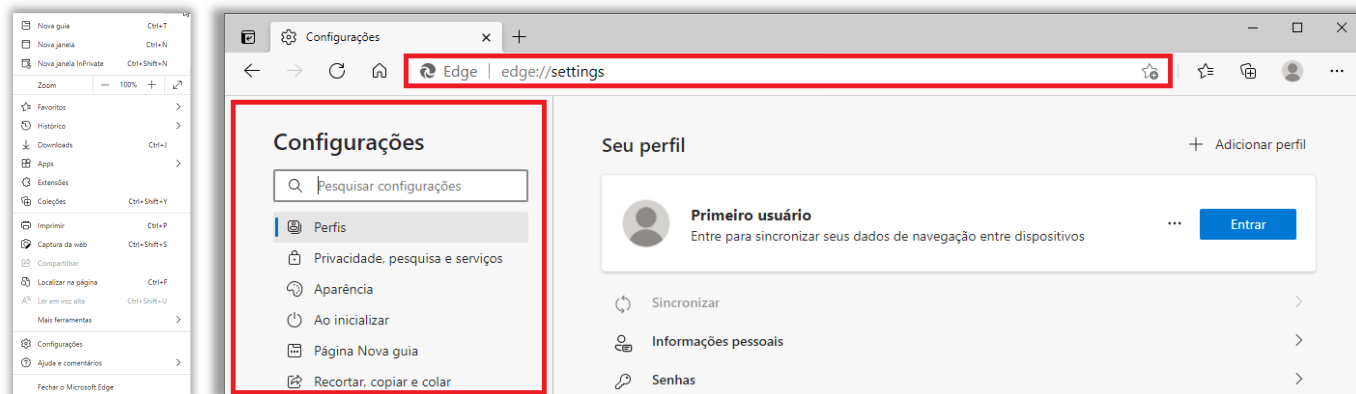 Nova guia Ctrl+T
Nova janela Ctrl+N
Nova janela InPrivate Ctrl+Shift+N
Zoom — 100% +
Favoritos
Histórico
Downloads Ctrl+J
Apps
Extensões
Coleções Ctrl+Shift+Y
Imprimir Ctrl+P
Captura da web Ctrl+Shift+S
Compartilhar
Localizar na página Ctrl+F
Ler em voz alta Ctrl+Shift+U
Mais ferramentas
Configurações
Ajuda e comentários
Fechar o Microsoft Edge
Configurações
Edge | edge://settings
Configurações
Pesquisar configurações
Perfis
Privacidade, pesquisa e serviços
Aparência
Ao inicializar
Página Nova guia
Recortar, copiar e colar
Seu perfil
+ Adicionar perfil
Primeiro usuário
Entre para sincronizar seus dados de navegação entre dispositivos
Entrar
Sincronizar
Informações pessoais
Senhas